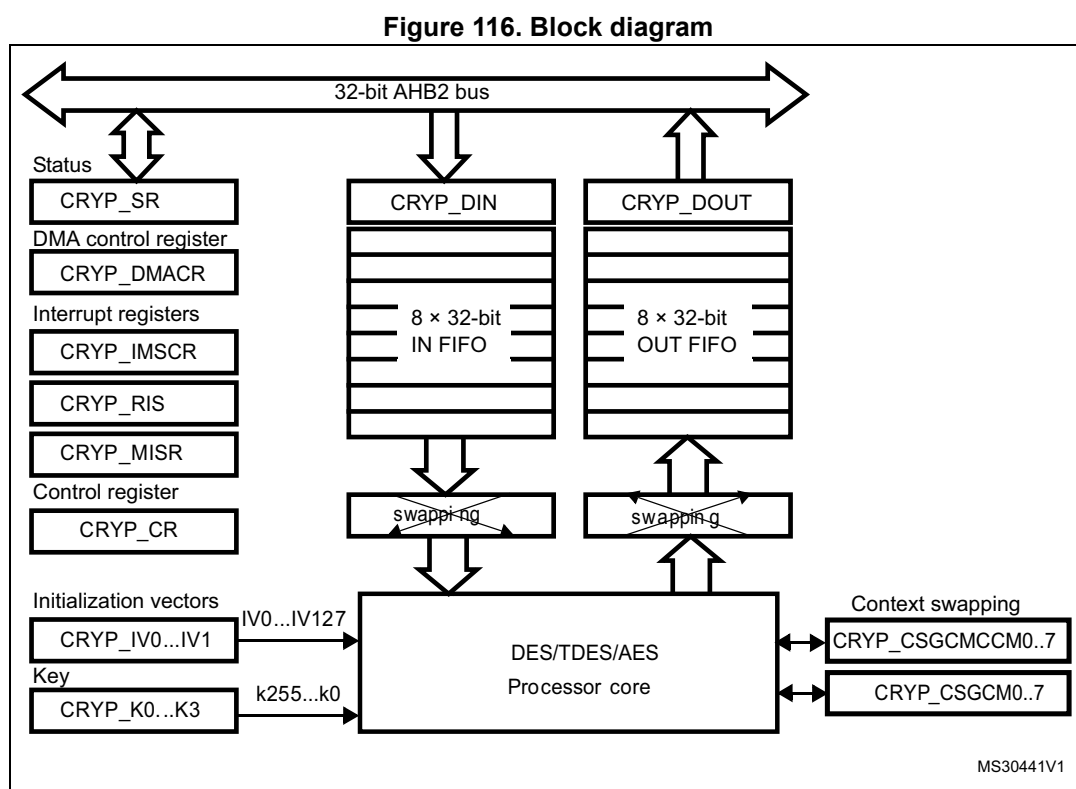 Figure 116. Block diagram
32-bit AHB2 bus
Status
CRYP_SR
DMA control register
CRYP_DMACR
Interrupt registers
CRYP_IMSCR
CRYP_RIS
CRYP_MISR
Control register
CRYP_CR
CRYP_DIN
8 × 32-bit
IN FIFO
swapping
CRYP_DOUT
8 × 32-bit
OUT FIFO
swapping
Initialization vectors
CRYP_IV0...IV1
IV0...IV127
Key
CRYP_K0...K3
k255...k0
DES/TDES/AES
Processor core
Context swapping
CRYP_CSGCMCCM0..7
CRYP_CSGCM0..7
MS30441V1